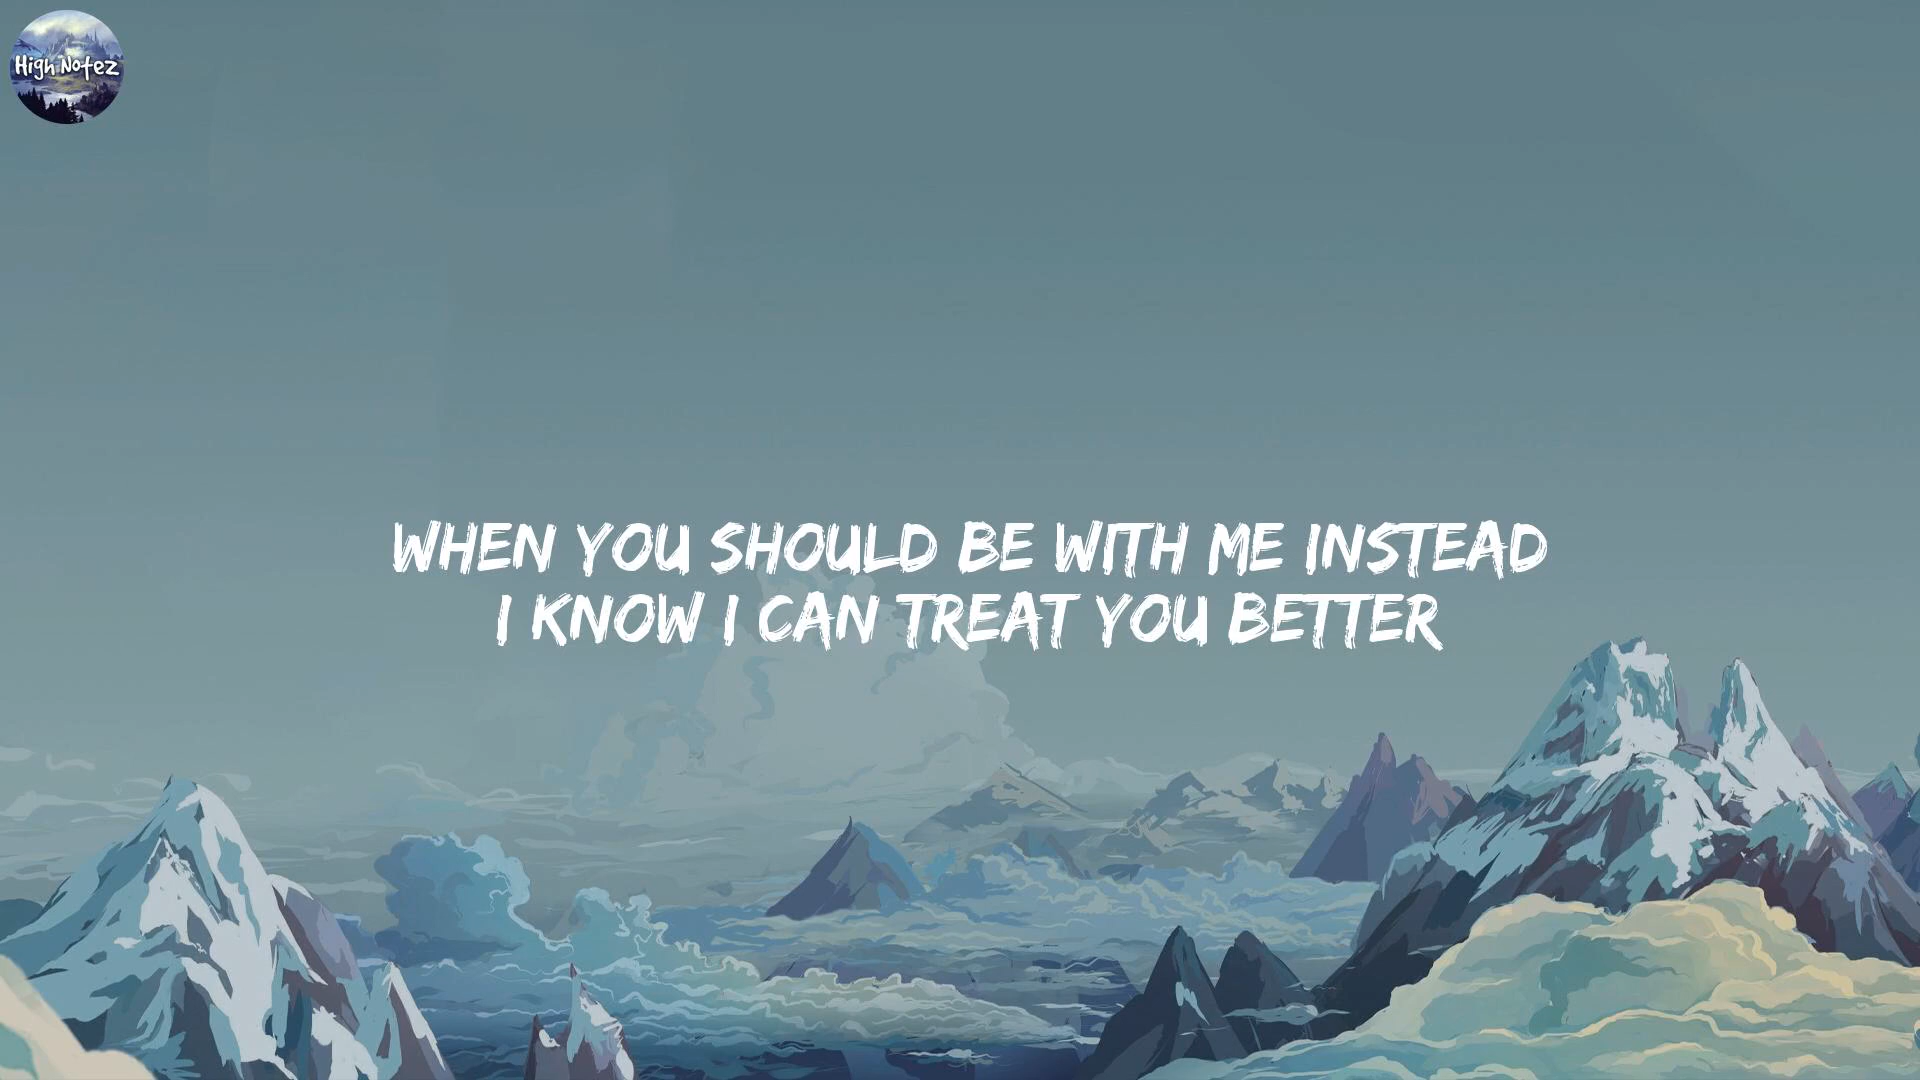 High Notez
WHEN YOU SHOULD BE WITH ME INSTEAD
I KNOW I CAN TREAT YOU BETTER